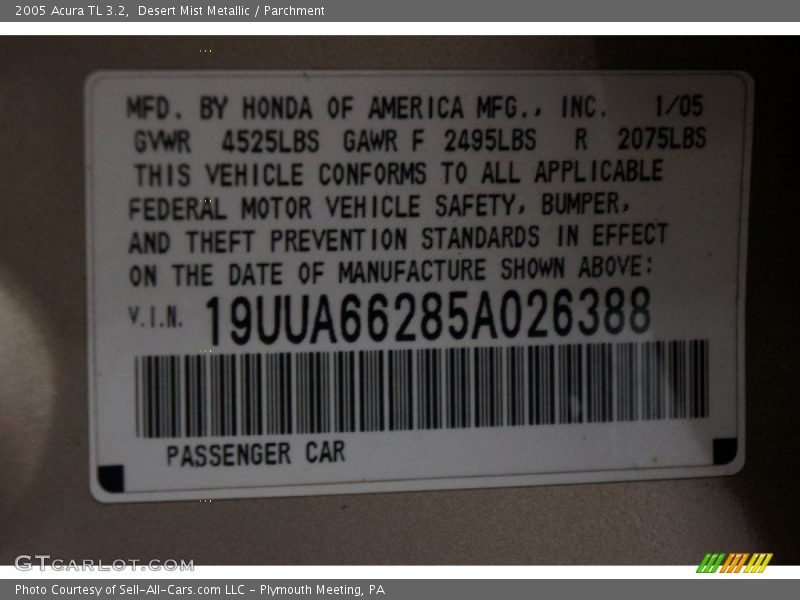 2005 Acura TL 3.2,  Desert Mist Metallic / Parchment
MFD. BY HONDA OF AMERICA MFG., INC. 1/05
GVWR 4525LBS GAWR F 2495LBS R 2075LBS
THIS VEHICLE CONFORMS TO ALL APPLICABLE
FEDERAL MOTOR VEHICLE SAFETY, BUMPER,
AND THEFT PREVENTION STANDARDS IN EFFECT
ON THE DATE OF MANUFACTURE SHOWN ABOVE:
V.I.N. 19UUA66285A026388
PASSENGER CAR
GTCARLOT.COM
Photo Courtesy of Sell-All-Cars.com LLC - Plymouth Meeting, PA